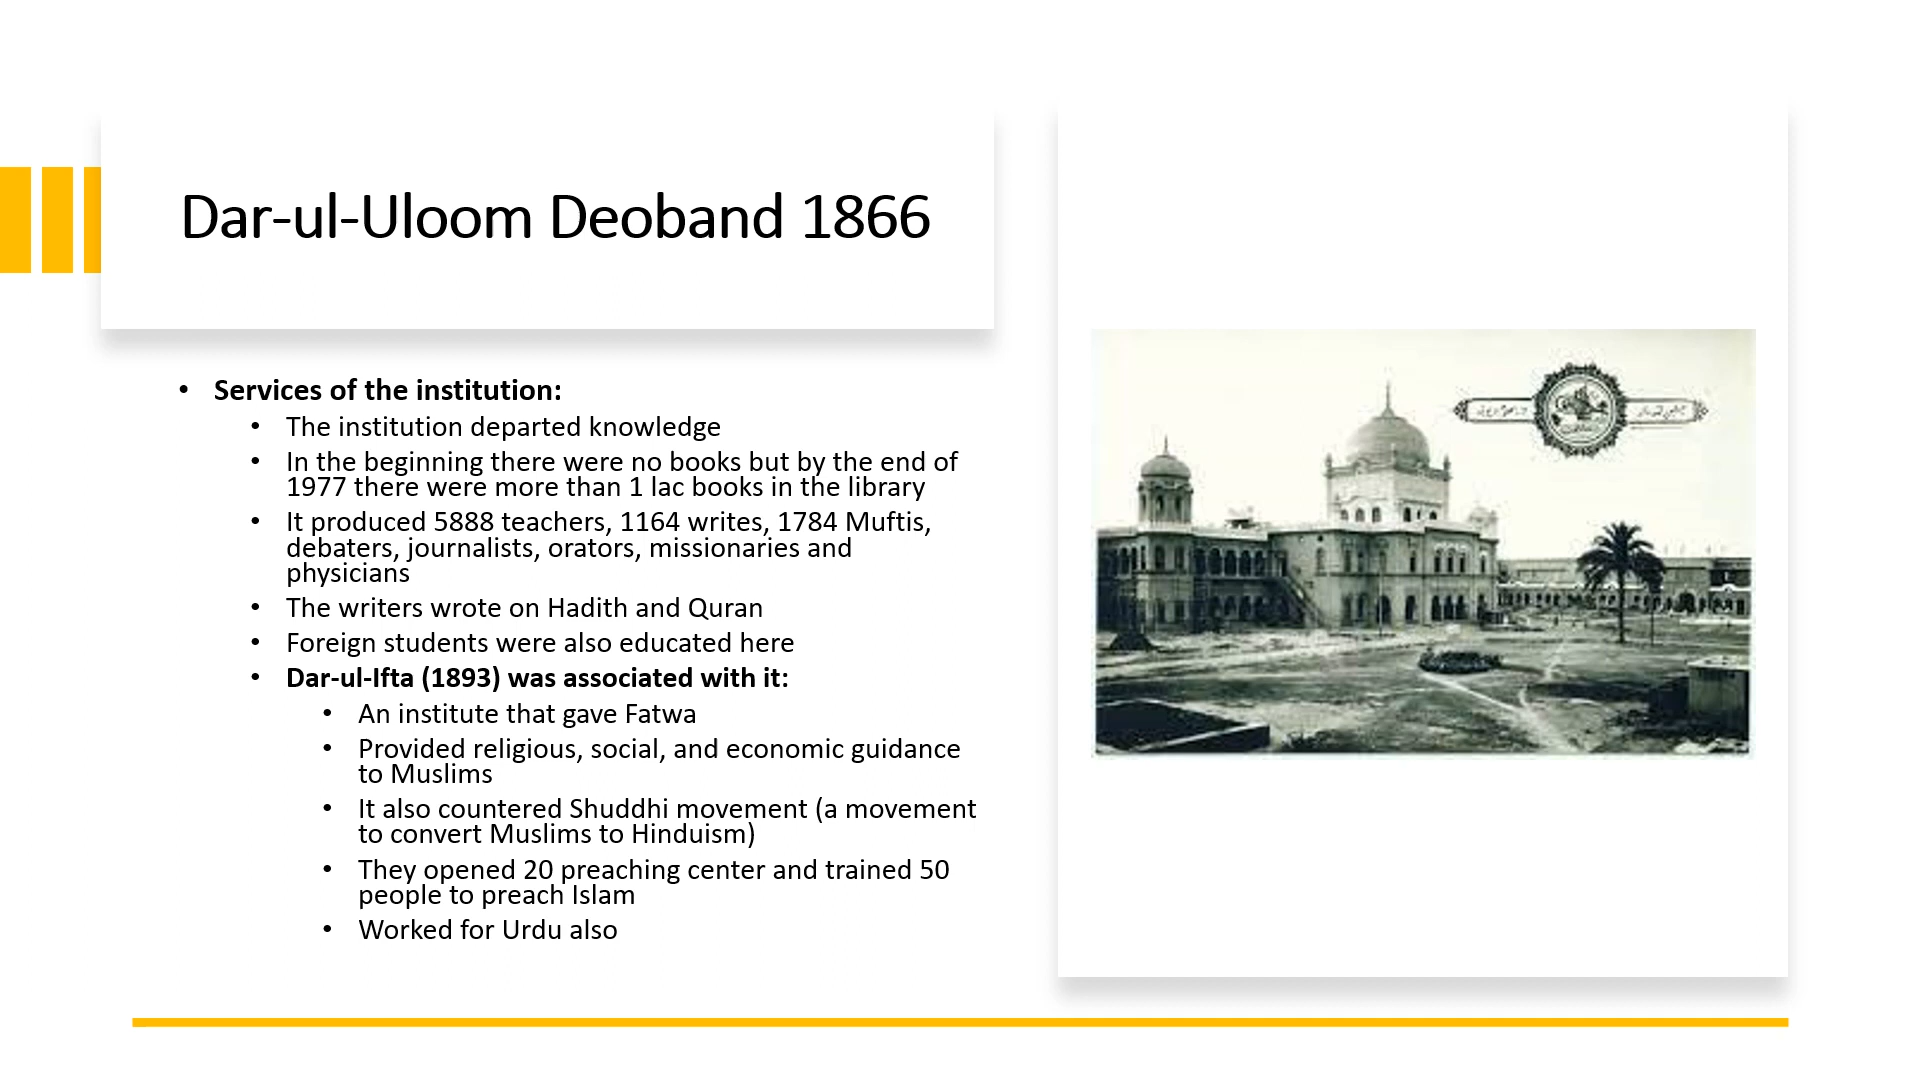 Dar-ul-Uloom Deoband 1866
• Services of the institution:
• The institution departed knowledge
• In the beginning there were no books but by the end of
1977 there were more than 1 lac books in the library
• It produced 5888 teachers, 1164 writes, 1784 Muftis,
debaters, journalists, orators, missionaries and
physicians
• The writers wrote on Hadith and Quran
• Foreign students were also educated here
• Dar-ul-Ifta (1893) was associated with it:
• An institute that gave Fatwa
• Provided religious, social, and economic guidance
to Muslims
• It also countered Shuddhi movement (a movement
to convert Muslims to Hinduism)
• They opened 20 preaching center and trained 50
people to preach Islam
• Worked for Urdu also